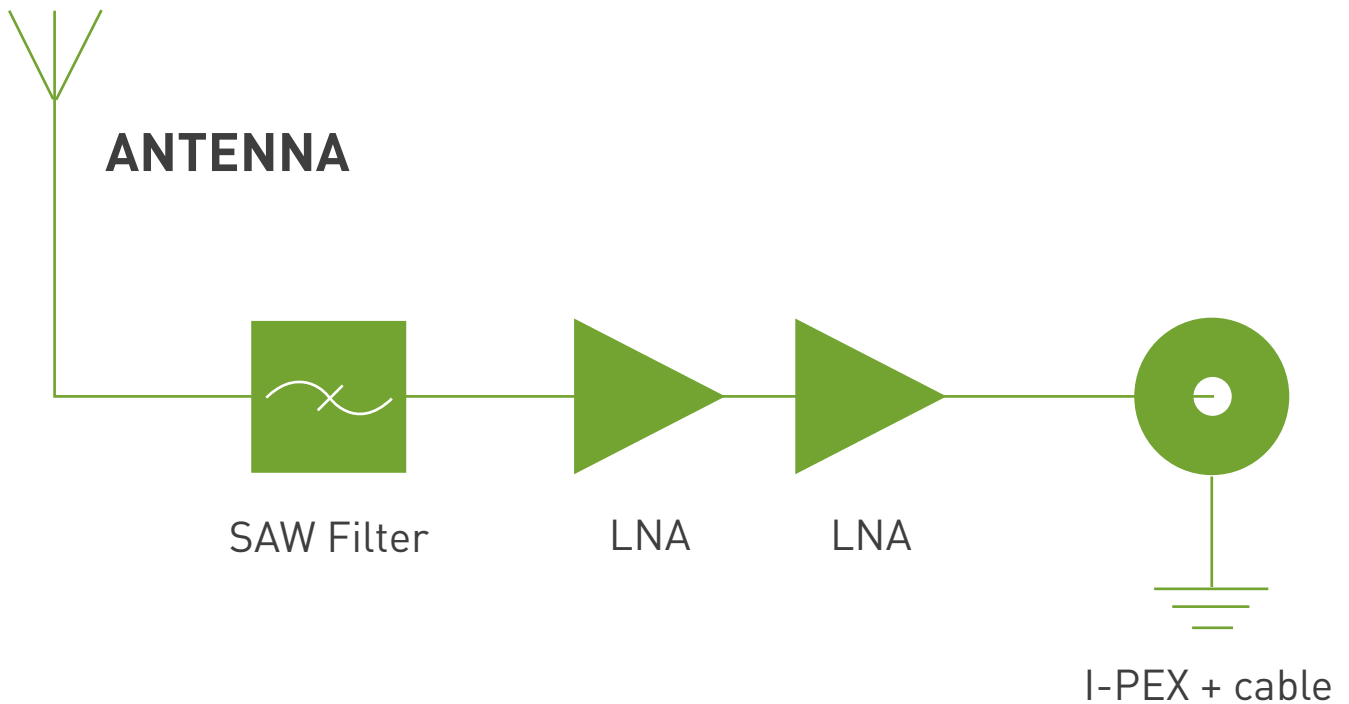 ANTENNA
SAW Filter
LNA
LNA
I-PEX + cable